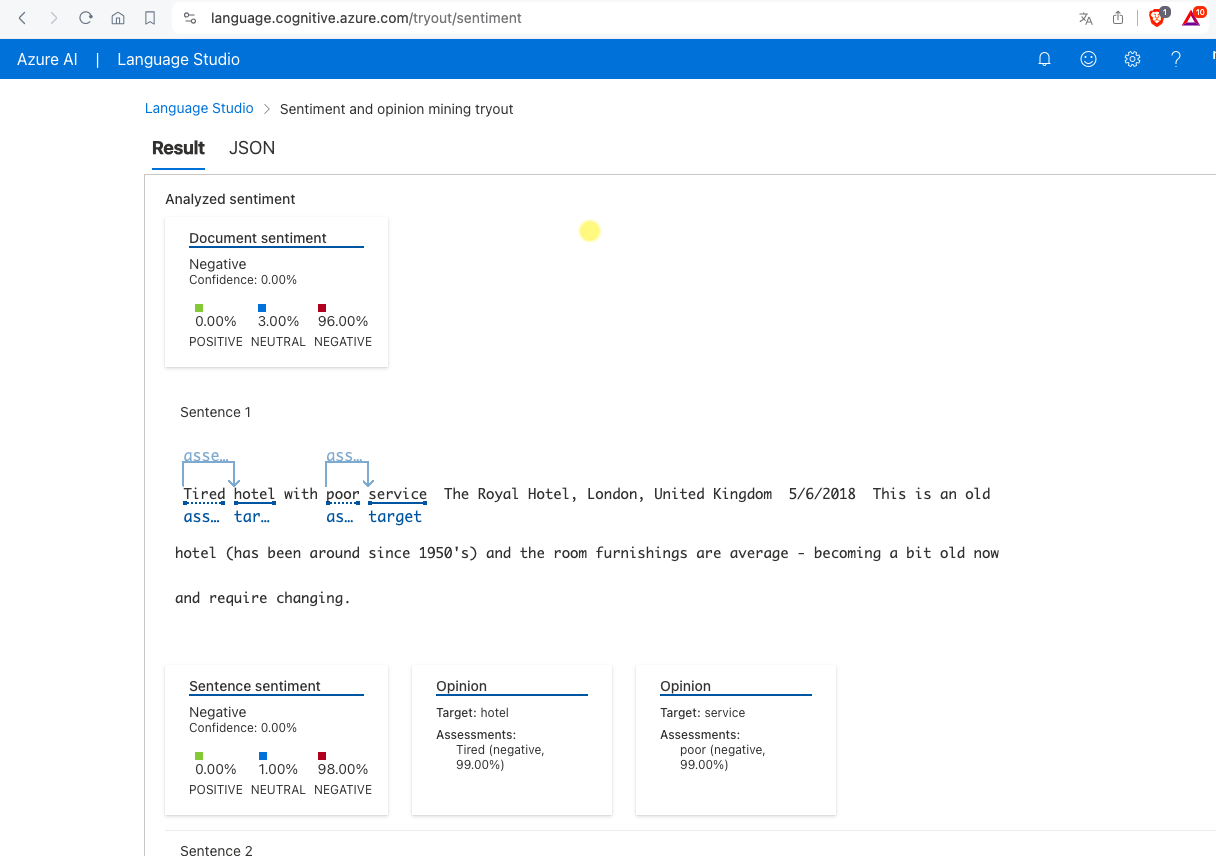 language.cognitive.azure.com/tryout/sentiment
1
10
Azure AI | Language Studio
?
Language Studio > Sentiment and opinion mining tryout
Result JSON
Analyzed sentiment
Document sentiment
Negative
Confidence: 0.00%
0.00% 3.00% 96.00%
POSITIVE NEUTRAL NEGATIVE
Sentence 1
asse… ass…
Tired hotel with poor service The Royal Hotel, London, United Kingdom 5/6/2018 This is an old
ass… tar… as… target
hotel (has been around since 1950's) and the room furnishings are average - becoming a bit old now
and require changing.
Sentence sentiment
Negative
Confidence: 0.00%
0.00% 1.00% 98.00%
POSITIVE NEUTRAL NEGATIVE
Opinion
Target: hotel
Assessments:
Tired (negative,
99.00%)
Opinion
Target: service
Assessments:
poor (negative,
99.00%)
Sentence 2